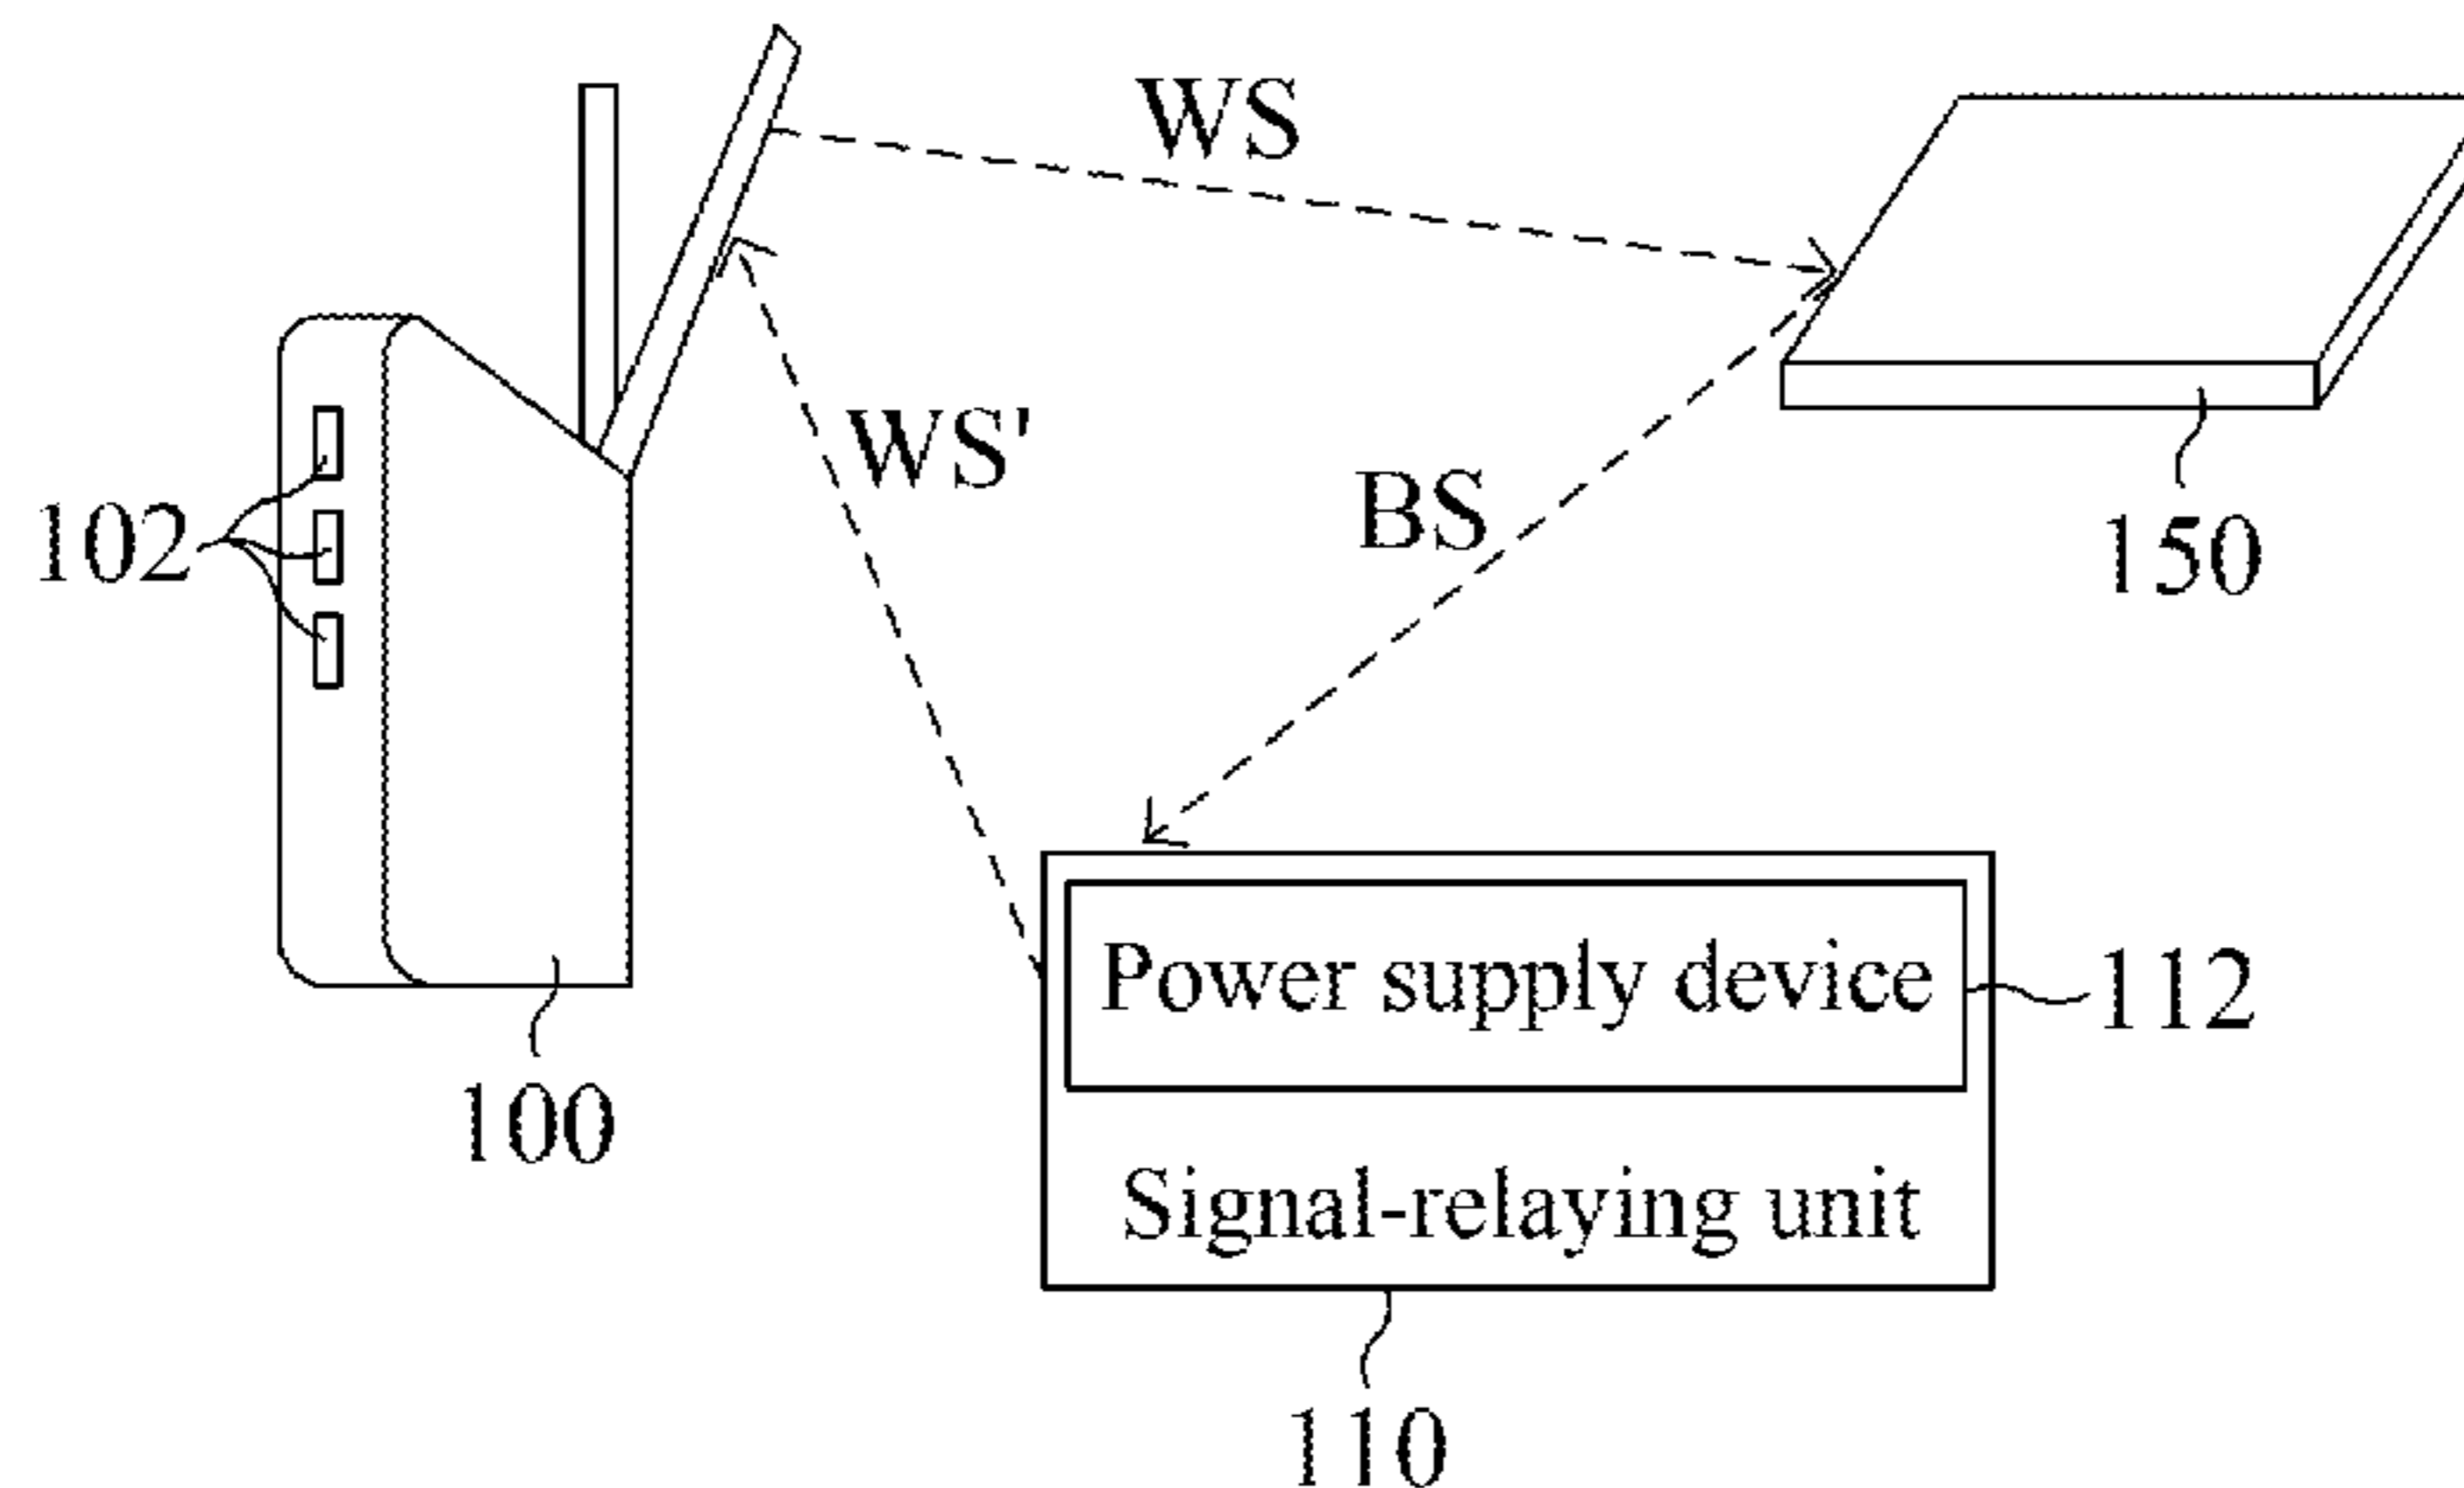 WS
WS'
102
BS
150
Power supply device
112
100
Signal-relaying unit
110